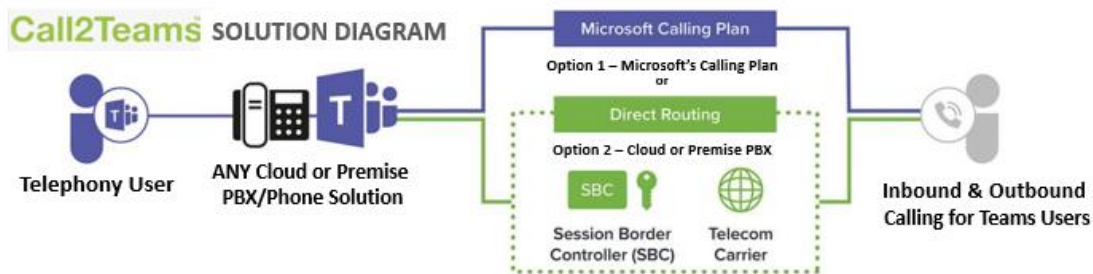 Call2Teams SOLUTION DIAGRAM
Microsoft Calling Plan
Option 1 – Microsoft's Calling Plan
or
Direct Routing
Option 2 – Cloud or Premise PBX
T
T
SBC
Telephony User
ANY Cloud or Premise
PBX/Phone Solution
Session Border
Controller (SBC)
Telecom
Carrier
Inbound & Outbound
Calling for Teams Users